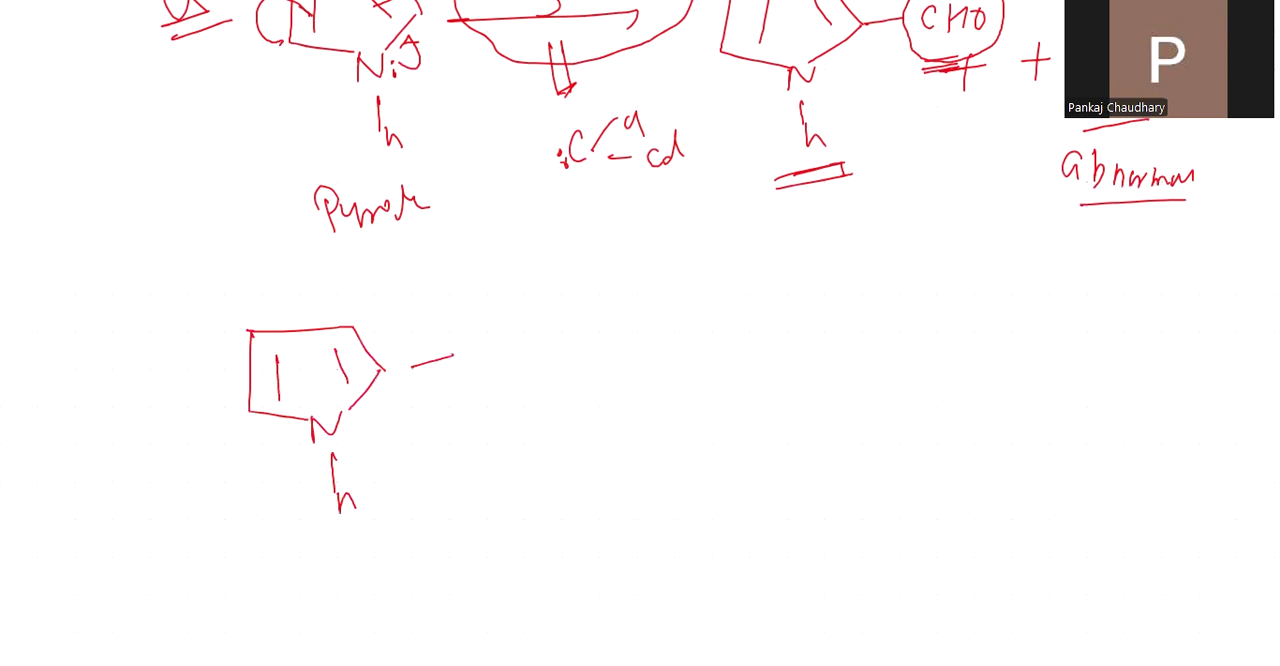 CHO
N:
+
P
N
Pankaj Chaudhary
h
h
:C
Cl
Cl
abnormal
Pyrrole
N
h